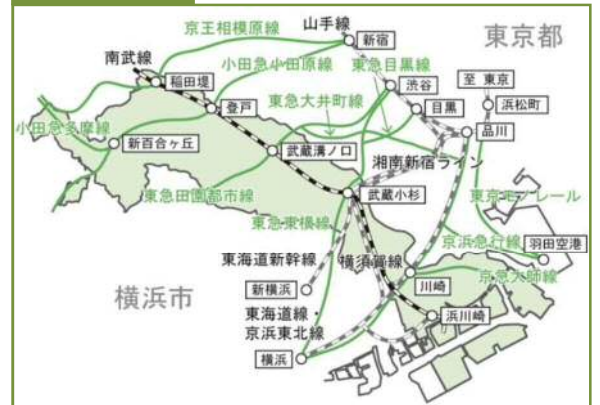 京王相模原線
山手線
新宿
東京都
南武線
稲田堤
小田急小田原線
東急目黒線
渋谷
至 東京
登戸
東急大井町線
目黒
浜松町
小田急多摩線
新百合ヶ丘
武蔵溝ノ口
品川
湘南新宿ライン
東急田園都市線
武蔵小杉
東京モノレール
東急東横線
京浜急行線
羽田空港
東海道新幹線
横須賀線
新横浜
川崎
京急大師線
横浜市
東海道線・
京浜東北線
浜川崎
横浜